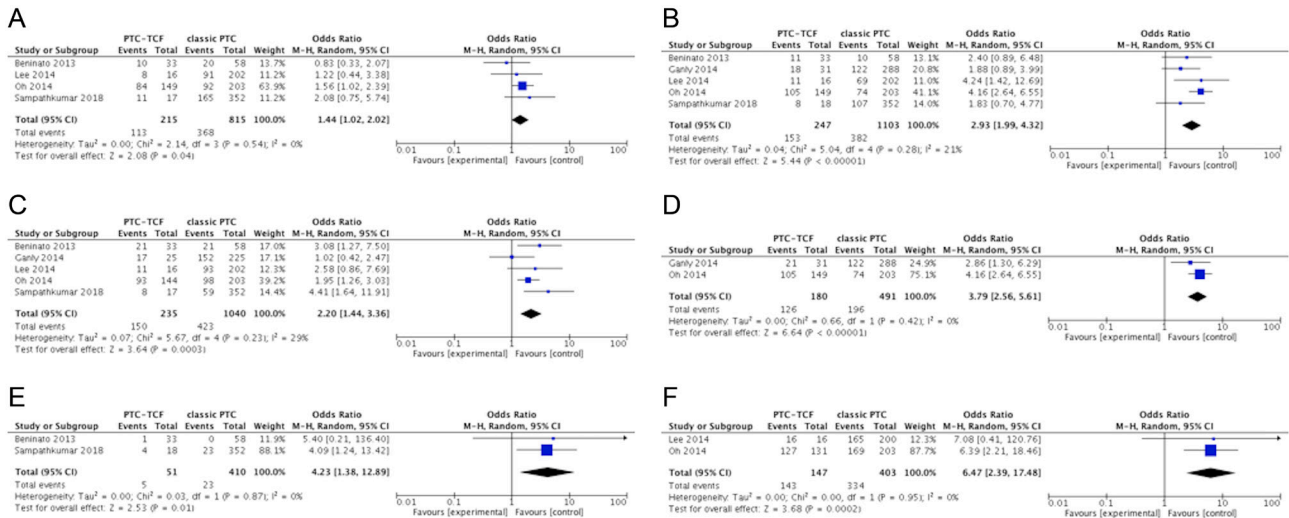 A
PTC-TCF classic PTC Odds Ratio Odds Ratio
Study or Subgroup Events Total Events Total Weight M-H, Random, 95% CI M-H, Random, 95% CI
Beninato 2013 10 33 20 58 13.7% 0.83 [0.33, 2.07]
Lee 2014 8 16 91 202 11.2% 1.22 [0.44, 3.38]
Oh 2014 84 149 92 203 63.9% 1.56 [1.02, 2.39]
Sampathkumar 2018 11 17 165 352 11.2% 2.08 [0.75, 5.74]
Total (95% CI) 215 815 100.0% 1.44 [1.02, 2.02]
Total events 113 368
Heterogeneity: Tau² = 0.00; Chi² = 2.14, df = 3 (P = 0.54); I² = 0%
Test for overall effect: Z = 2.08 (P = 0.04)
0.01 0.1 1 10 100
Favours [experimental] Favours [control]
B
PTC-TCF classic PTC Odds Ratio Odds Ratio
Study or Subgroup Events Total Events Total Weight M-H, Random, 95% CI M-H, Random, 95% CI
Beninato 2013 11 33 10 58 13.1% 2.40 [0.89, 6.48]
Ganly 2014 18 31 122 288 20.8% 1.88 [0.89, 3.99]
Lee 2014 11 16 69 202 11.0% 4.24 [1.42, 12.69]
Oh 2014 105 149 74 203 41.1% 4.16 [2.64, 6.55]
Sampathkumar 2018 8 18 107 352 14.0% 1.83 [0.70, 4.77]
Total (95% CI) 247 1103 100.0% 2.93 [1.99, 4.32]
Total events 153 382
Heterogeneity: Tau² = 0.04; Chi² = 5.04, df = 4 (P = 0.28); I² = 21%
Test for overall effect: Z = 5.44 (P < 0.00001)
0.01 0.1 1 10 100
Favours [experimental] Favours [control]
C
PTC-TCF classic PTC Odds Ratio Odds Ratio
Study or Subgroup Events Total Events Total Weight M-H, Random, 95% CI M-H, Random, 95% CI
Beninato 2013 21 33 21 58 17.0% 3.08 [1.27, 7.50]
Ganly 2014 17 25 152 225 17.1% 1.02 [0.42, 2.47]
Lee 2014 11 16 93 202 12.3% 2.58 [0.86, 7.69]
Oh 2014 93 144 98 203 39.2% 1.95 [1.26, 3.03]
Sampathkumar 2018 8 17 59 352 14.4% 4.41 [1.64, 11.91]
Total (95% CI) 235 1040 100.0% 2.20 [1.44, 3.36]
Total events 150 423
Heterogeneity: Tau² = 0.07; Chi² = 5.67, df = 4 (P = 0.23); I² = 29%
Test for overall effect: Z = 3.64 (P = 0.0003)
0.01 0.1 1 10 100
Favours [experimental] Favours [control]
D
PTC-TCF classic PTC Odds Ratio Odds Ratio
Study or Subgroup Events Total Events Total Weight M-H, Random, 95% CI M-H, Random, 95% CI
Ganly 2014 21 31 122 288 24.9% 2.86 [1.30, 6.29]
Oh 2014 105 149 74 203 75.1% 4.16 [2.64, 6.55]
Total (95% CI) 180 491 100.0% 3.79 [2.56, 5.61]
Total events 126 196
Heterogeneity: Tau² = 0.00; Chi² = 0.66, df = 1 (P = 0.42); I² = 0%
Test for overall effect: Z = 6.64 (P < 0.00001)
0.01 0.1 1 10 100
Favours [experimental] Favours [control]
E
PTC-TCF classic PTC Odds Ratio Odds Ratio
Study or Subgroup Events Total Events Total Weight M-H, Random, 95% CI M-H, Random, 95% CI
Beninato 2013 1 33 0 58 11.9% 5.40 [0.21, 136.40]
Sampathkumar 2018 4 18 23 352 88.1% 4.09 [1.24, 13.42]
Total (95% CI) 51 410 100.0% 4.23 [1.38, 12.89]
Total events 5 23
Heterogeneity: Tau² = 0.00; Chi² = 0.03, df = 1 (P = 0.87); I² = 0%
Test for overall effect: Z = 2.53 (P = 0.01)
0.01 0.1 1 10 100
Favours [experimental] Favours [control]
F
PTC-TCF classic PTC Odds Ratio Odds Ratio
Study or Subgroup Events Total Events Total Weight M-H, Random, 95% CI M-H, Random, 95% CI
Lee 2014 16 16 165 200 12.3% 7.08 [0.41, 120.76]
Oh 2014 127 131 169 203 87.7% 6.39 [2.21, 18.46]
Total (95% CI) 147 403 100.0% 6.47 [2.39, 17.48]
Total events 143 334
Heterogeneity: Tau² = 0.00; Chi² = 0.00, df = 1 (P = 0.95); I² = 0%
Test for overall effect: Z = 3.68 (P = 0.0002)
0.01 0.1 1 10 100
Favours [experimental] Favours [control]